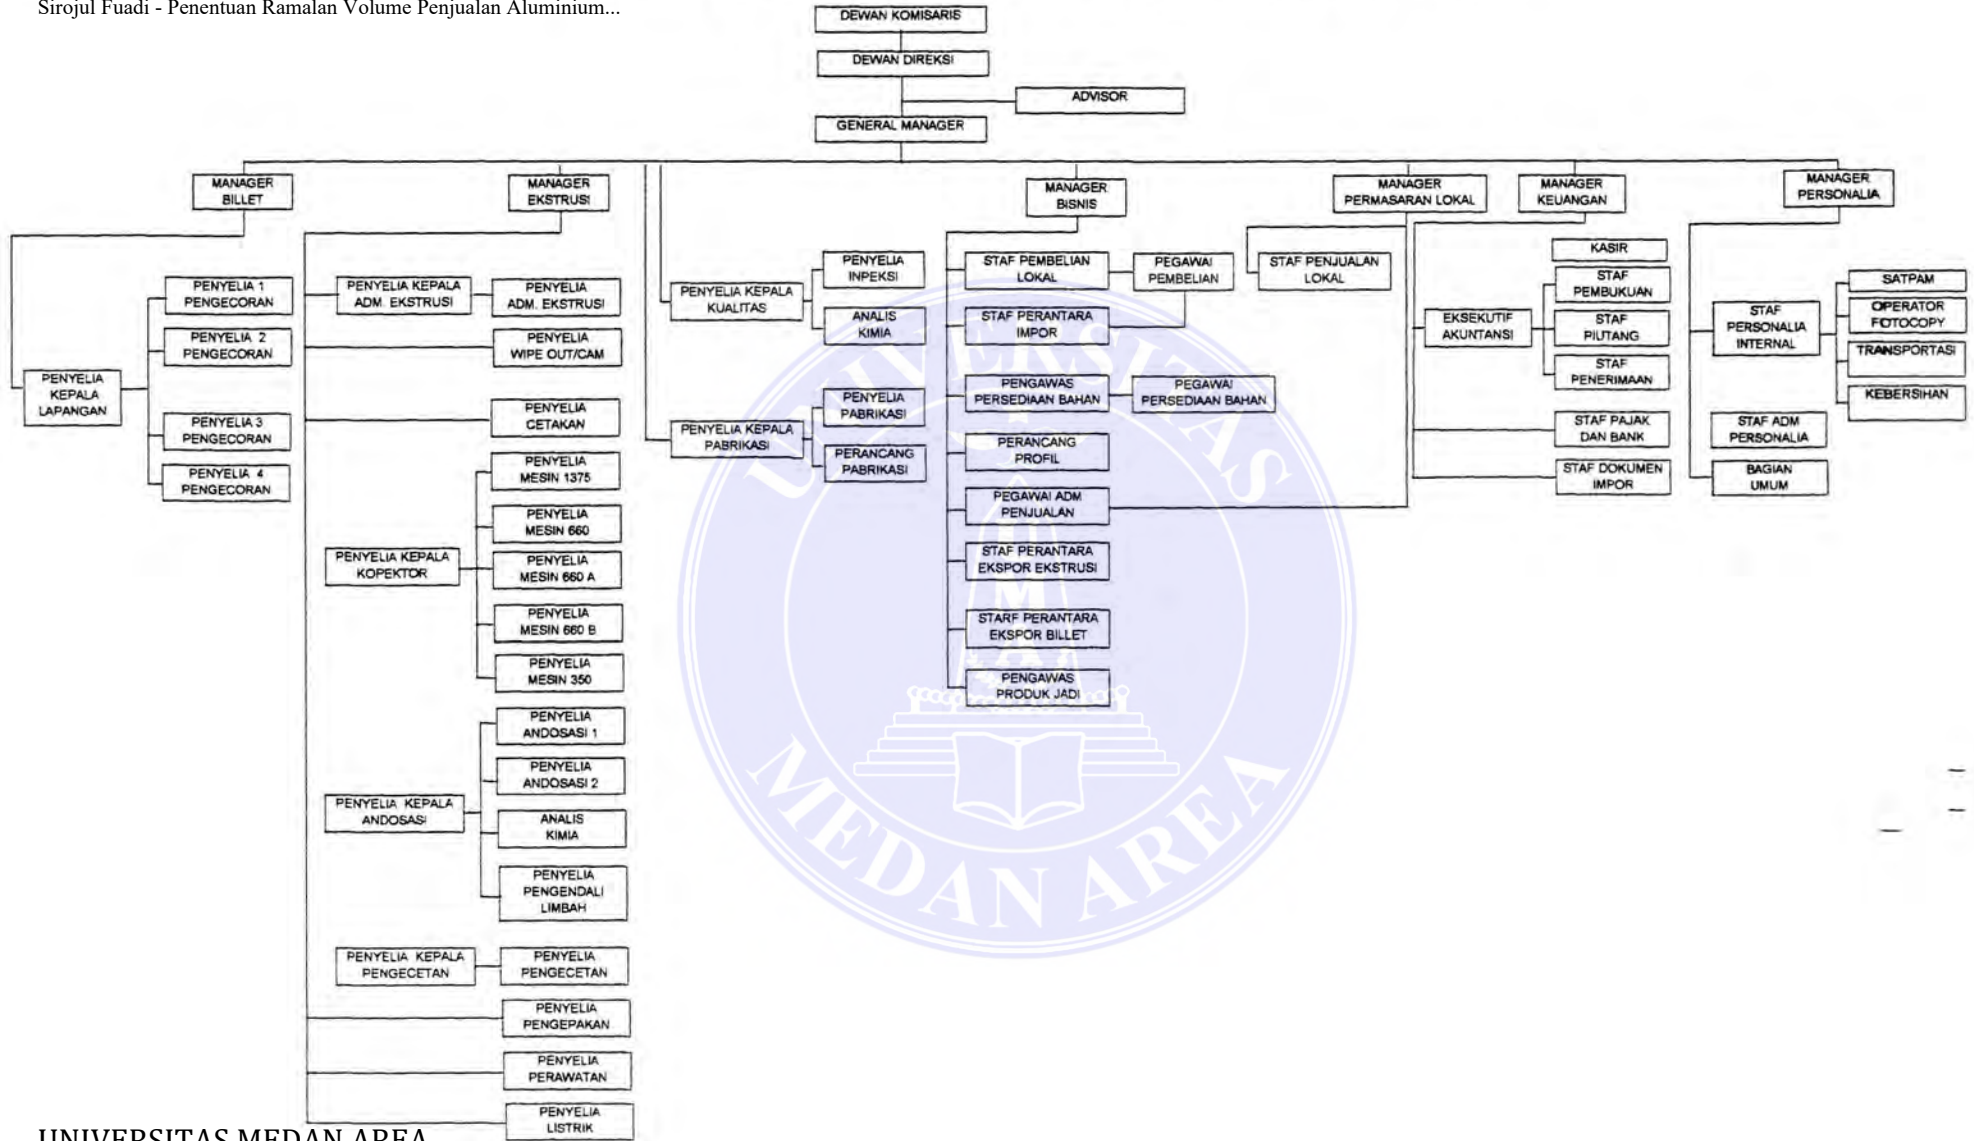 Sirojul Fuadi - Penentuan Ramalan Volume Penjualan Aluminium...
DEWAN KOMISARIS
DEWAN DIREKSI
ADVISOR
GENERAL MANAGER
MANAGER
BILLET
MANAGER
EKSTRUSI
MANAGER
BISNIS
MANAGER
PERMASARAN LOKAL
MANAGER
KEUANGAN
MANAGER
PERSONALIA
PENYELIA
KEPALA
LAPANGAN
PENYELIA 1
PENGECORAN
PENYELIA 2
PENGECORAN
PENYELIA 3
PENGECORAN
PENYELIA 4
PENGECORAN
PENYELIA KEPALA
ADM. EKSTRUSI
PENYELIA
ADM. EKSTRUSI
PENYELIA
WIPE OUT/CAM
PENYELIA
CETAKAN
PENYELIA KEPALA
KOPEKTOR
PENYELIA
MESIN 1375
PENYELIA
MESIN 660
PENYELIA
MESIN 660 A
PENYELIA
MESIN 660 B
PENYELIA
MESIN 350
PENYELIA KEPALA
ANDOSASI
PENYELIA
ANDOSASI 1
PENYELIA
ANDOSASI 2
ANALIS
KIMIA
PENYELIA
PENGENDALI
LIMBAH
PENYELIA KEPALA
PENGECETAN
PENYELIA
PENGECETAN
PENYELIA
PENGEPAKAN
PENYELIA
PERAWATAN
PENYELIA
LISTRIK
PENYELIA KEPALA
KUALITAS
PENYELIA
INPEKSI
ANALIS
KIMIA
PENYELIA KEPALA
PABRIKASI
PENYELIA
PABRIKASI
PERANCANG
PABRIKASI
STAF PEMBELIAN
LOKAL
PEGAWAI
PEMBELIAN
STAF PERANTARA
IMPOR
PENGAWAS
PERSEDIAAN BAHAN
PEGAWAI
PERSEDIAAN BAHAN
PERANCANG
PROFIL
PEGAWAI ADM
PENJUALAN
STAF PERANTARA
EKSPOR EKSTRUSI
STARF PERANTARA
EKSPOR BILLET
PENGAWAS
PRODUK JADI
STAF PENJUALAN
LOKAL
KASIR
EKSEKUTIF
AKUNTANSI
STAF
PEMBUKUAN
STAF
PIUTANG
STAF
PENERIMAAN
STAF PAJAK
DAN BANK
STAF DOKUMEN
IMPOR
STAF
PERSONALIA
INTERNAL
SATPAM
OPERATOR
FOTOCOPY
TRANSPORTASI
KEBERSIHAN
STAF ADM
PERSONALIA
BAGIAN
UMUM
UNIVERSITAS
UMA
MEDAN AREA
UNIVERSITAS MEDAN AREA